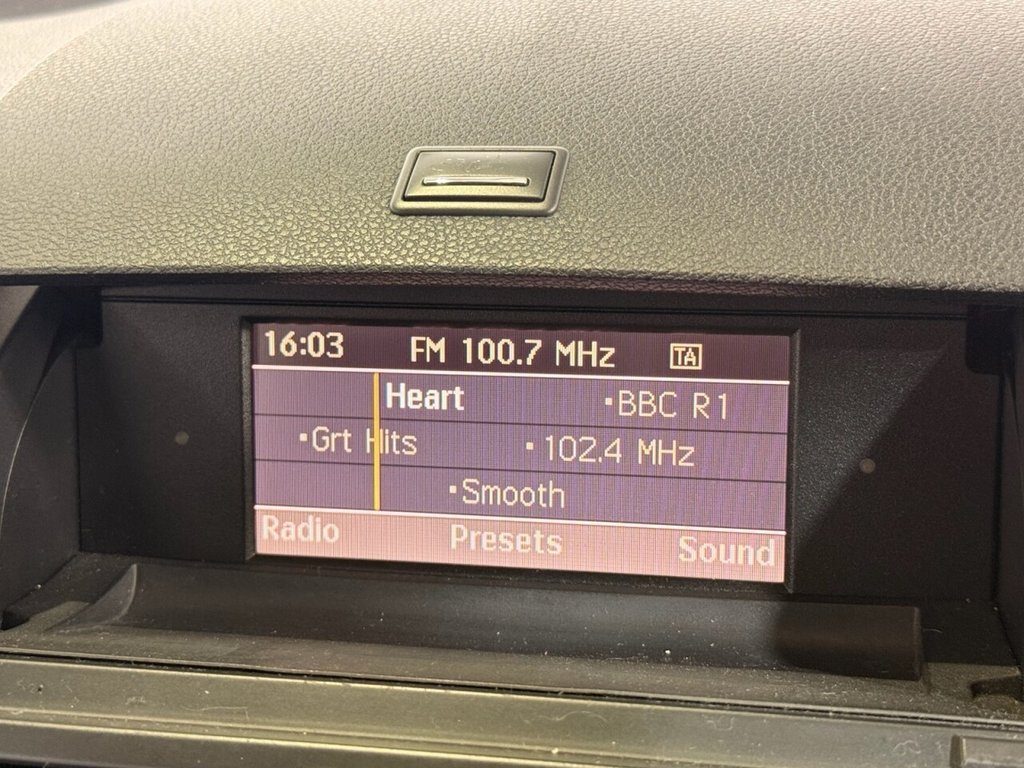 16:03 FM 100.7 MHz TA
Heart •BBC R1
•Grt Hits •102.4 MHz
•Smooth
Radio Presets Sound